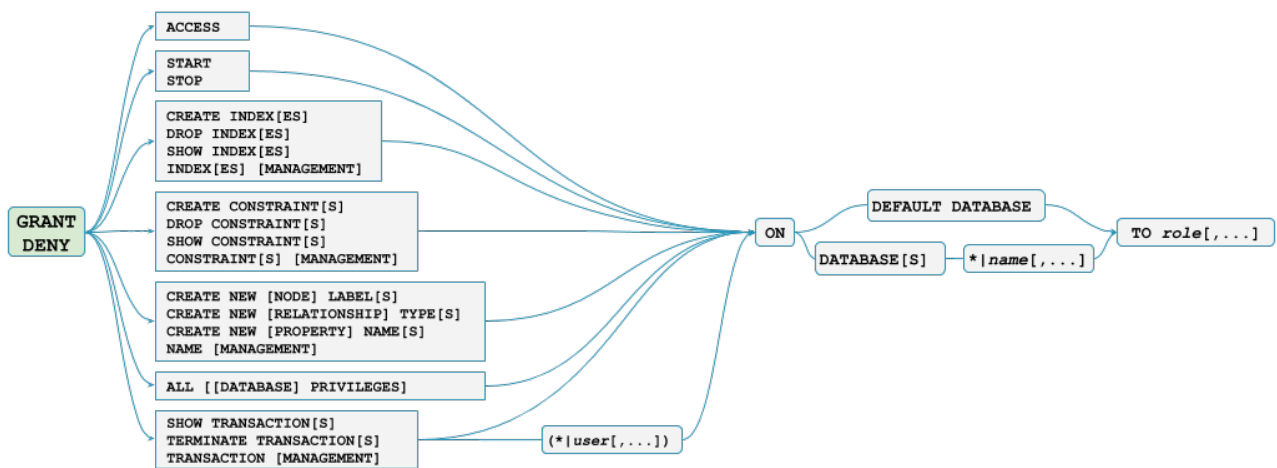 GRANT
DENY
ACCESS
START
STOP
CREATE INDEX[ES]
DROP INDEX[ES]
SHOW INDEX[ES]
INDEX[ES] [MANAGEMENT]
CREATE CONSTRAINT[S]
DROP CONSTRAINT[S]
SHOW CONSTRAINT[S]
CONSTRAINT[S] [MANAGEMENT]
CREATE NEW [NODE] LABEL[S]
CREATE NEW [RELATIONSHIP] TYPE[S]
CREATE NEW [PROPERTY] NAME[S]
NAME [MANAGEMENT]
ALL [[DATABASE] PRIVILEGES]
SHOW TRANSACTION[S]
TERMINATE TRANSACTION[S]
TRANSACTION [MANAGEMENT]
(*|user[,...])
ON
DEFAULT DATABASE
DATABASE[S]
*|name[,...]
TO role[,...]